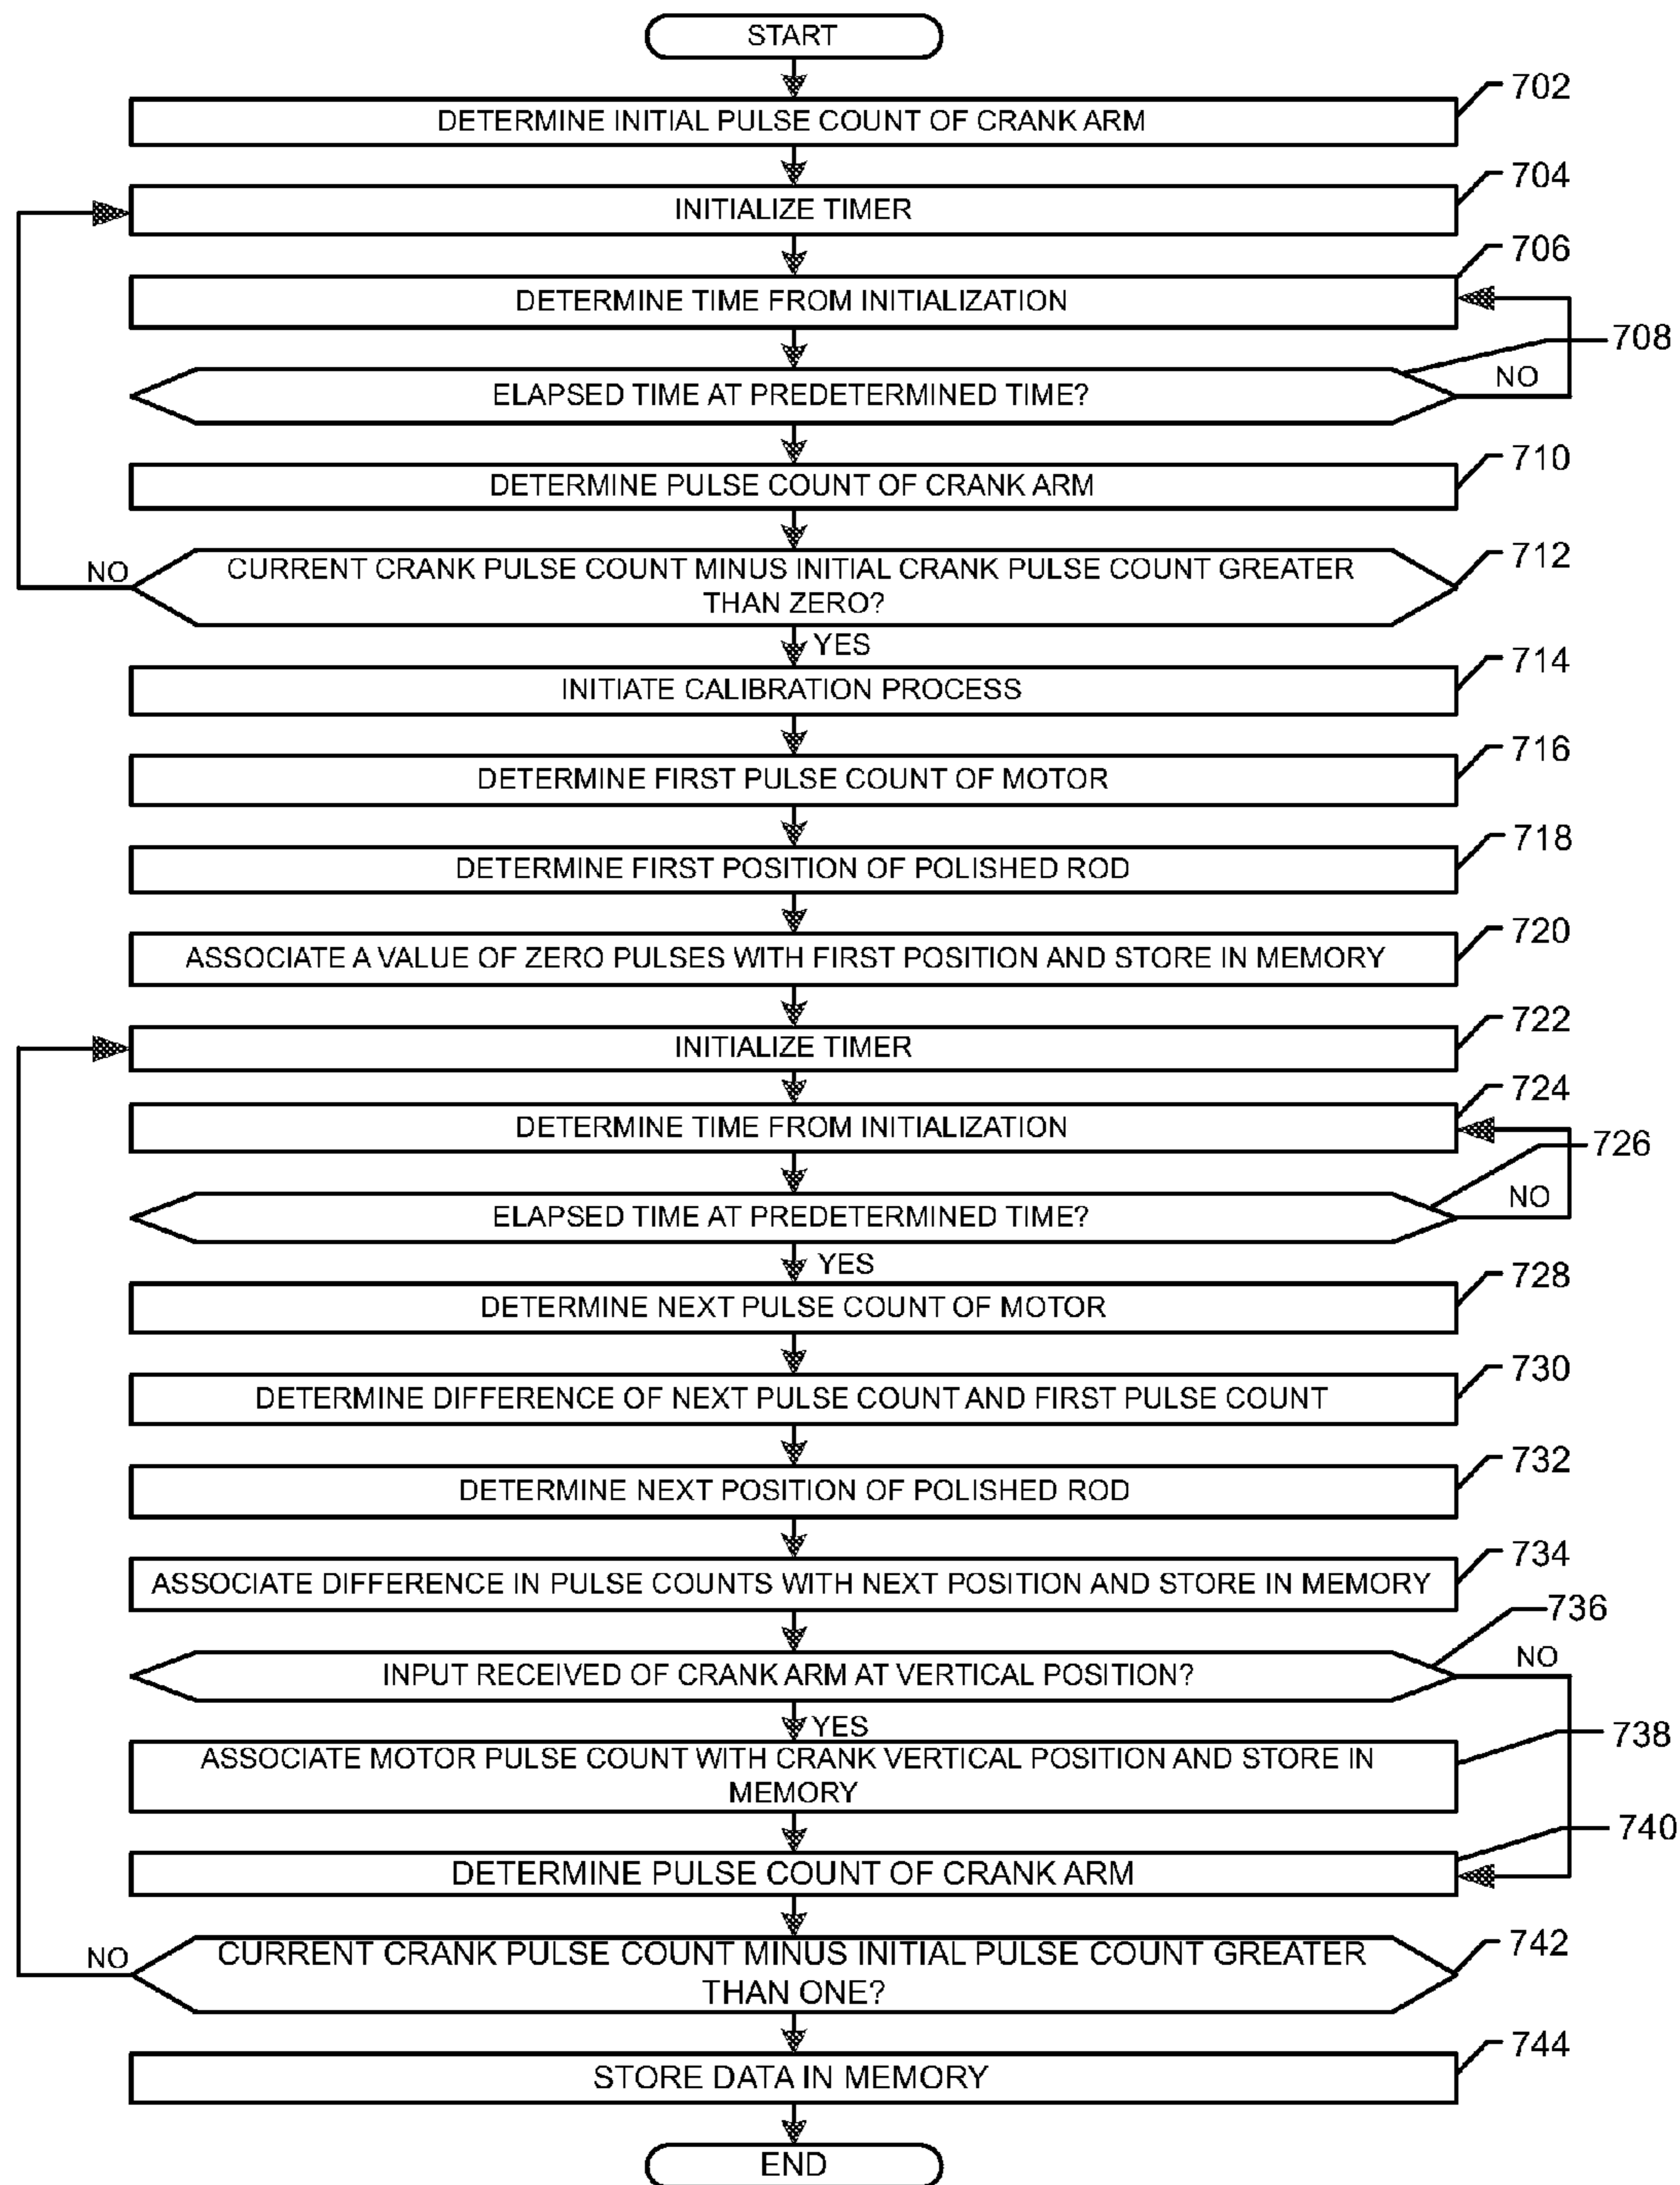 START
702
DETERMINE INITIAL PULSE COUNT OF CRANK ARM
704
INITIALIZE TIMER
706
DETERMINE TIME FROM INITIALIZATION
708
ELAPSED TIME AT PREDETERMINED TIME?
NO
710
DETERMINE PULSE COUNT OF CRANK ARM
712
CURRENT CRANK PULSE COUNT MINUS INITIAL CRANK PULSE COUNT GREATER
THAN ZERO?
NO
YES
714
INITIATE CALIBRATION PROCESS
716
DETERMINE FIRST PULSE COUNT OF MOTOR
718
DETERMINE FIRST POSITION OF POLISHED ROD
720
ASSOCIATE A VALUE OF ZERO PULSES WITH FIRST POSITION AND STORE IN MEMORY
722
INITIALIZE TIMER
724
DETERMINE TIME FROM INITIALIZATION
726
ELAPSED TIME AT PREDETERMINED TIME?
NO
YES
728
DETERMINE NEXT PULSE COUNT OF MOTOR
730
DETERMINE DIFFERENCE OF NEXT PULSE COUNT AND FIRST PULSE COUNT
732
DETERMINE NEXT POSITION OF POLISHED ROD
734
ASSOCIATE DIFFERENCE IN PULSE COUNTS WITH NEXT POSITION AND STORE IN MEMORY
736
INPUT RECEIVED OF CRANK ARM AT VERTICAL POSITION?
NO
YES
738
ASSOCIATE MOTOR PULSE COUNT WITH CRANK VERTICAL POSITION AND STORE IN
MEMORY
740
DETERMINE PULSE COUNT OF CRANK ARM
742
CURRENT CRANK PULSE COUNT MINUS INITIAL PULSE COUNT GREATER
THAN ONE?
NO
744
STORE DATA IN MEMORY
END